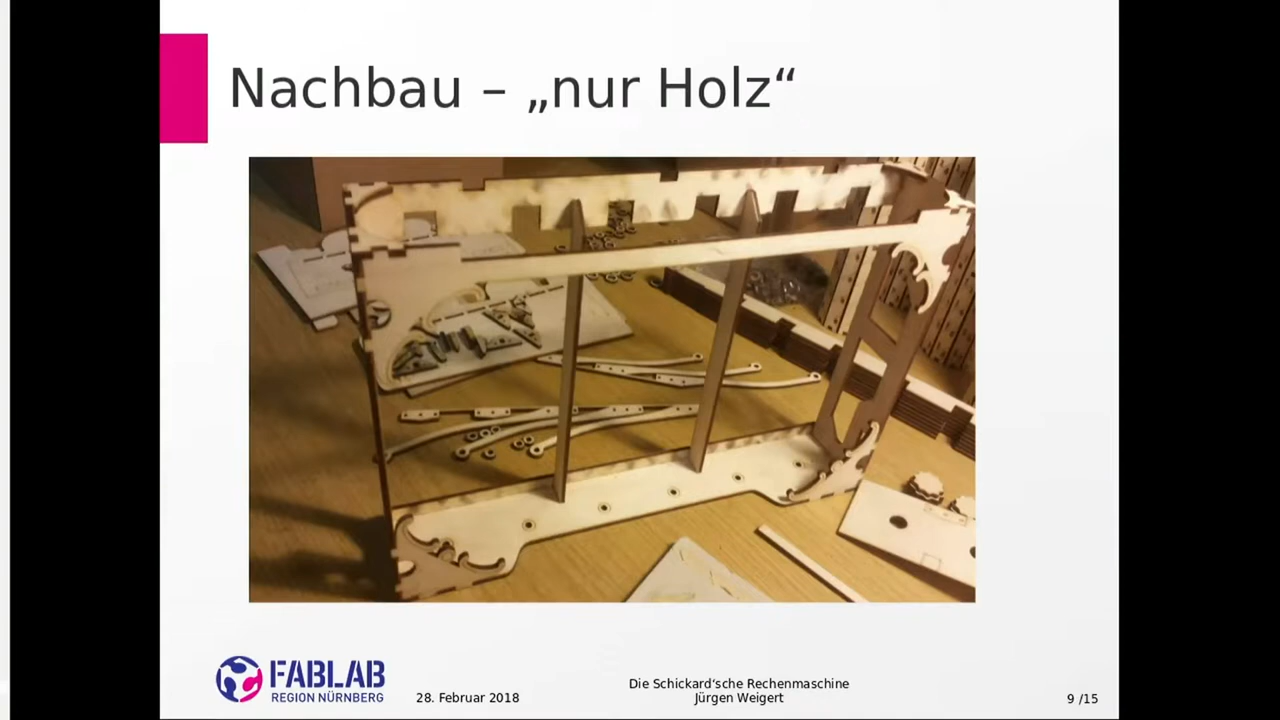 Nachbau – „nur Holz“
FABLAB
REGION NÜRNBERG
28. Februar 2018
Die Schickard‘sche Rechenmaschine
Jürgen Weigert
9 /15